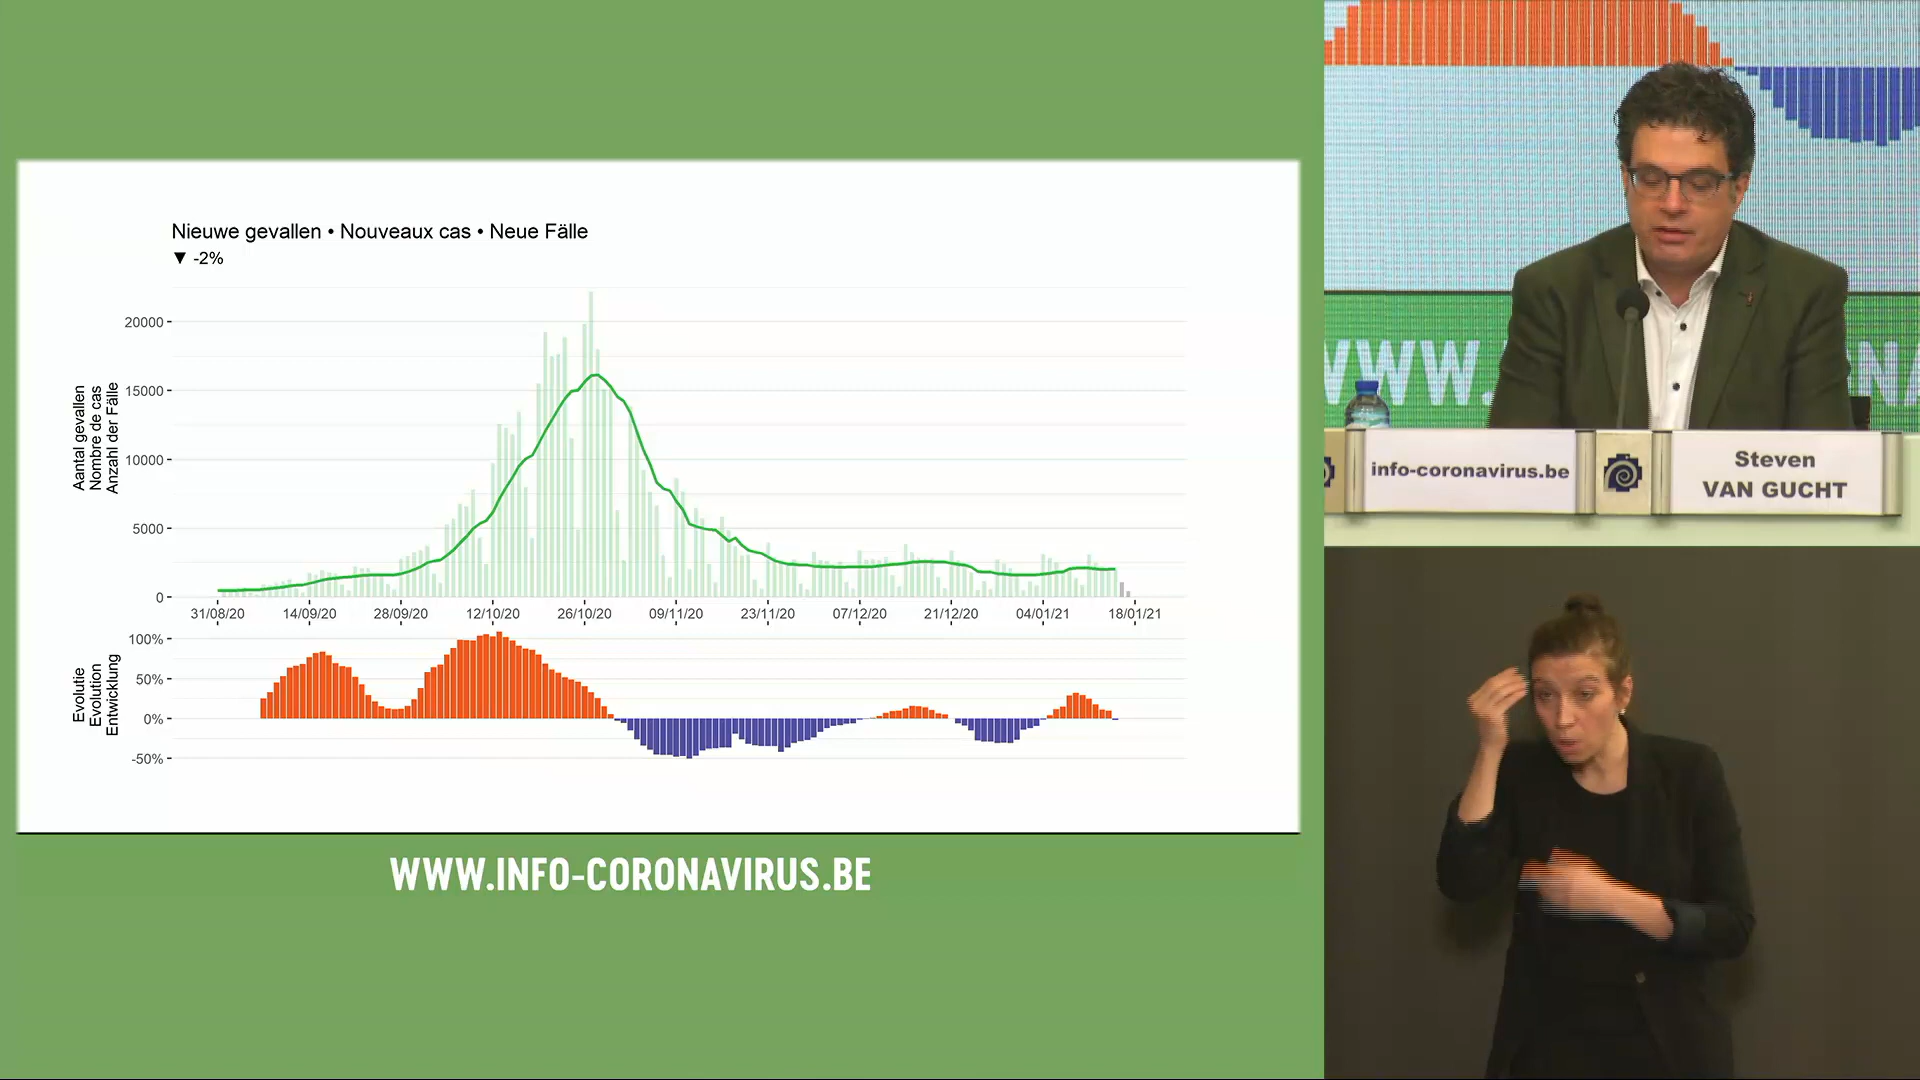 Nieuwe gevallen • Nouveaux cas • Neue Fälle
▼ -2%
Aantal gevallen
Nombre de cas
Anzahl der Fälle
20000
15000
10000
5000
0
31/08/20 14/09/20 28/09/20 12/10/20 26/10/20 09/11/20 23/11/20 07/12/20 21/12/20 04/01/21 18/01/21
Evolutie
Evolution
Entwicklung
100%
50%
0%
-50%
WWW.INFO-CORONAVIRUS.BE
WWW.
NA
info-coronavirus.be
Steven
VAN GUCHT